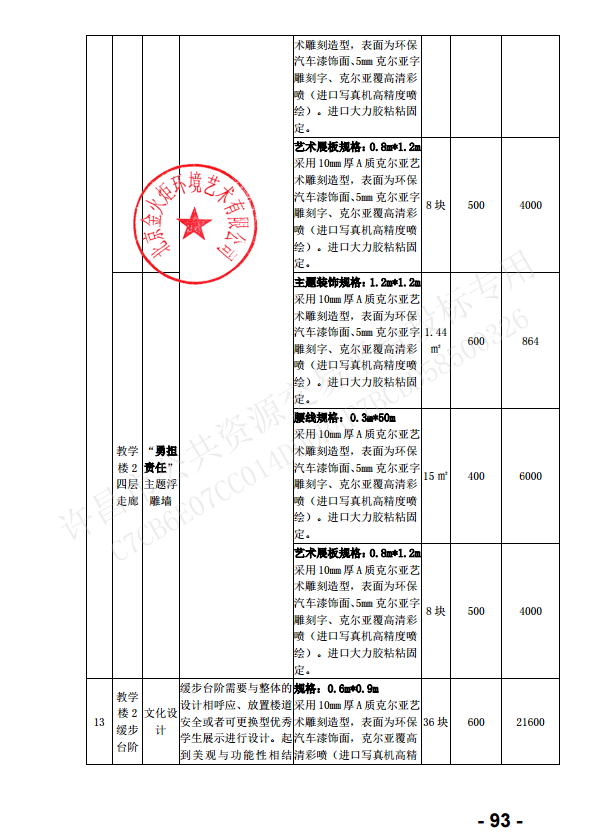 术雕刻造型，表面为环保
汽车漆饰面、5mm克尔亚字
雕刻字、克尔亚覆高清彩
喷（进口写真机高精度喷
绘）。进口大力胶粘粘固
定。
艺术展板规格：0.8m*1.2m
采用10mm厚A质克尔亚艺
术雕刻造型，表面为环保
汽车漆饰面、5mm克尔亚字
雕刻字、克尔亚覆高清彩
喷（进口写真机高精度喷
绘）。进口大力胶粘粘固
定。
8块
500
4000
北京金火炬环境艺术有限公司
教学
楼2
四层
走廊
“勇担
责任”
主题浮
雕墙
主题装饰规格：1.2m*1.2m
采用10mm厚A质克尔亚艺
术雕刻造型，表面为环保
汽车漆饰面、5mm克尔亚字
雕刻字、克尔亚覆高清彩
喷（进口写真机高精度喷
绘）。进口大力胶粘粘固
定。
1.44
㎡
600
864
腰线规格：0.3m*50m
采用10mm厚A质克尔亚艺
术雕刻造型，表面为环保
汽车漆饰面、5mm克尔亚字
雕刻字、克尔亚覆高清彩
喷（进口写真机高精度喷
绘）。进口大力胶粘粘固
定。
15㎡
400
6000
艺术展板规格：0.8m*1.2m
采用10mm厚A质克尔亚艺
术雕刻造型，表面为环保
汽车漆饰面、5mm克尔亚字
雕刻字、克尔亚覆高清彩
喷（进口写真机高精度喷
绘）。进口大力胶粘粘固
定。
8块
500
4000
13
教学
楼2
缓步
台阶
文化设
计
缓步台阶需要与整体的
设计相呼应、放置楼道
安全或者可更换型优秀
学生展示进行设计。起
到美观与功能性相结
规格：0.6m*0.9m
采用10mm厚A质克尔亚艺
术雕刻造型，表面为环保
汽车漆饰面，克尔亚覆高
清彩喷（进口写真机高精
36块
600
21600
- 93 -